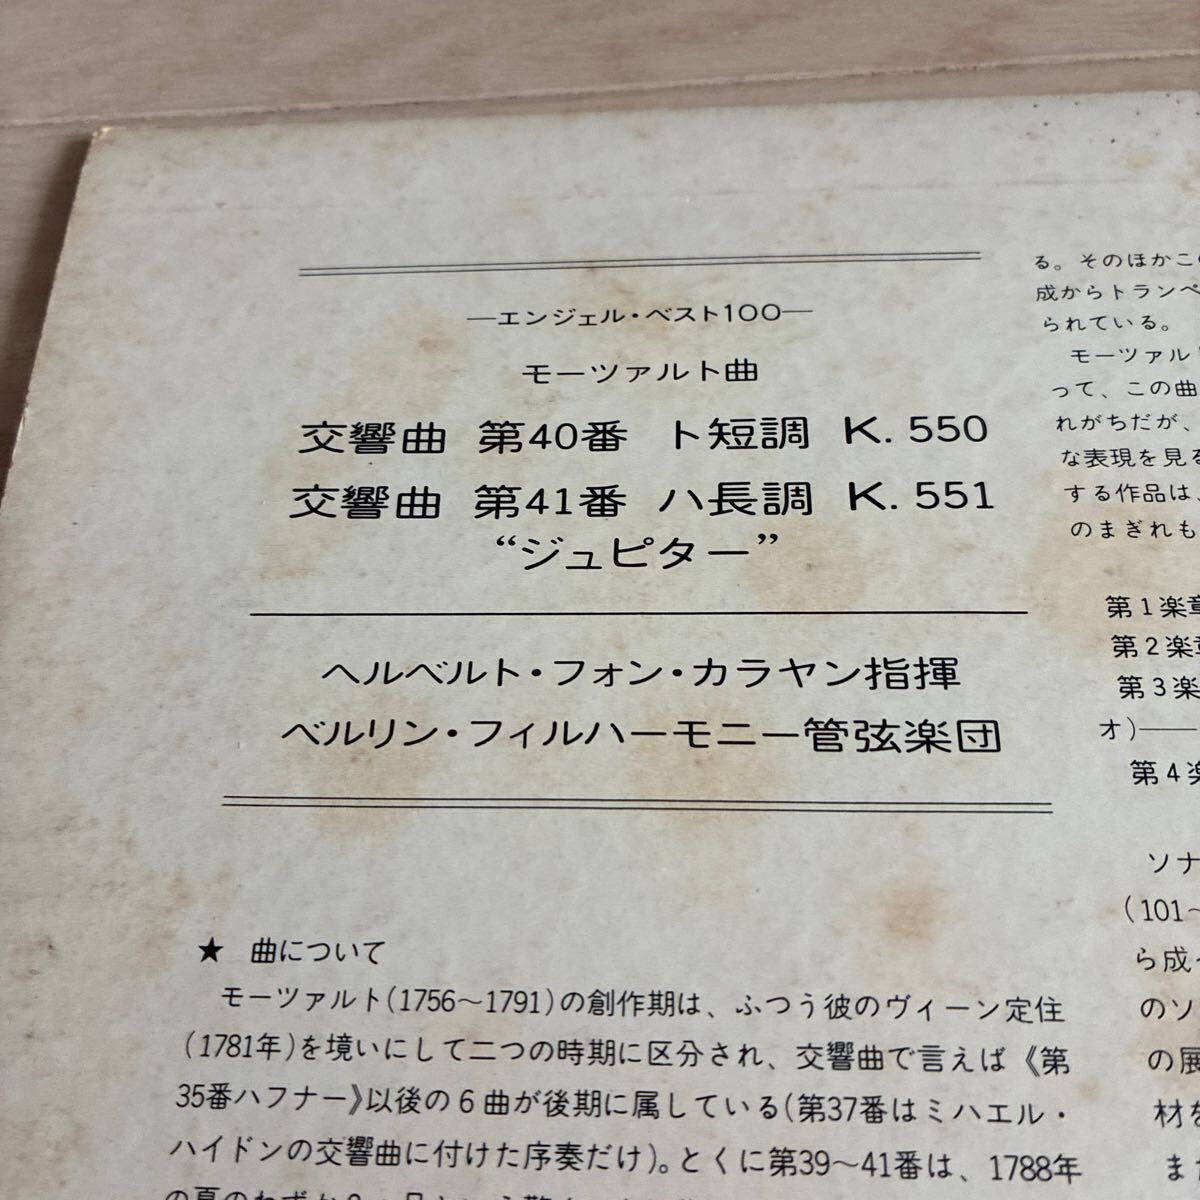 —エンジェル・ベスト100—
モーツァルト曲
交響曲 第40番 ト短調 K. 550
交響曲 第41番 ハ長調 K. 551
“ジュピター”
ヘルベルト・フォン・カラヤン指揮
ベルリン・フィルハーモニー管弦楽団
★ 曲について
モーツァルト(1756〜1791)の創作期は、ふつう彼のヴィーン定住
(1781年)を境いにして二つの時期に区分され、交響曲で言えば《第
35番ハフナー》以後の6曲が後期に属している(第37番はミハエル・
ハイドンの交響曲に付けた序奏だけ)。とくに第39〜41番は、1788年
る。そのほかこの
成からトランペ
られている。
モーツァル
って、この曲
れがちだが、
な表現を見る
する作品は、
のまぎれも
第1楽章
第2楽章
第3楽
オ)——
第4楽
ソナ
(101〜
ら成
のソ
の展
材を
また